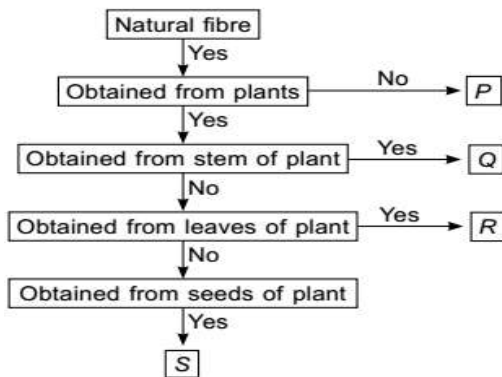 Natural fibre
Yes
Obtained from plants
No
P
Yes
Obtained from stem of plant
Yes
Q
No
Obtained from leaves of plant
Yes
R
No
Obtained from seeds of plant
Yes
S